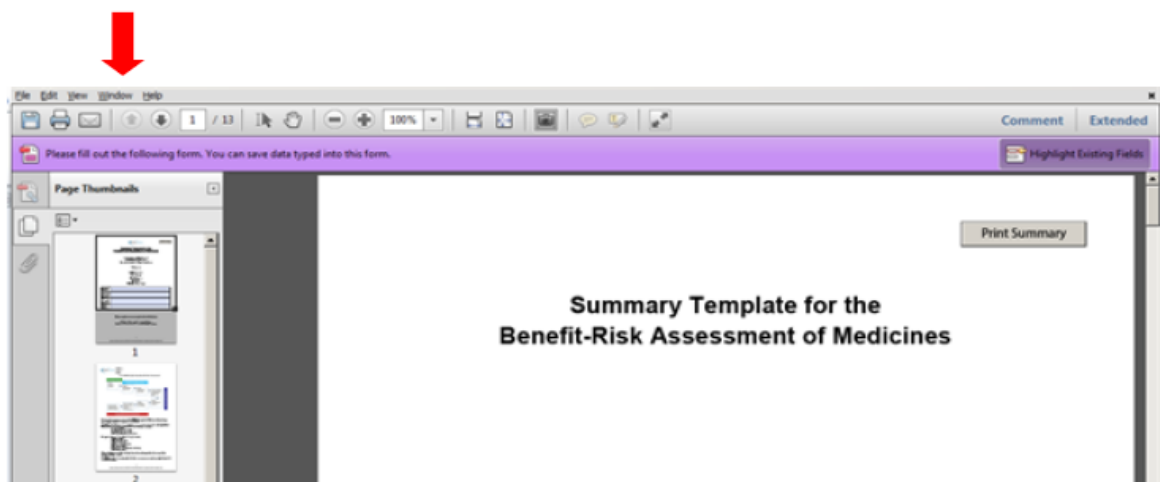 File Edit View Window Help
1 / 13 100% Comment Extended
Please fill out the following form. You can save data typed into this form. Highlight Existing Fields
Page Thumbnails
Print Summary
Summary Template for the
Benefit-Risk Assessment of Medicines
1
2